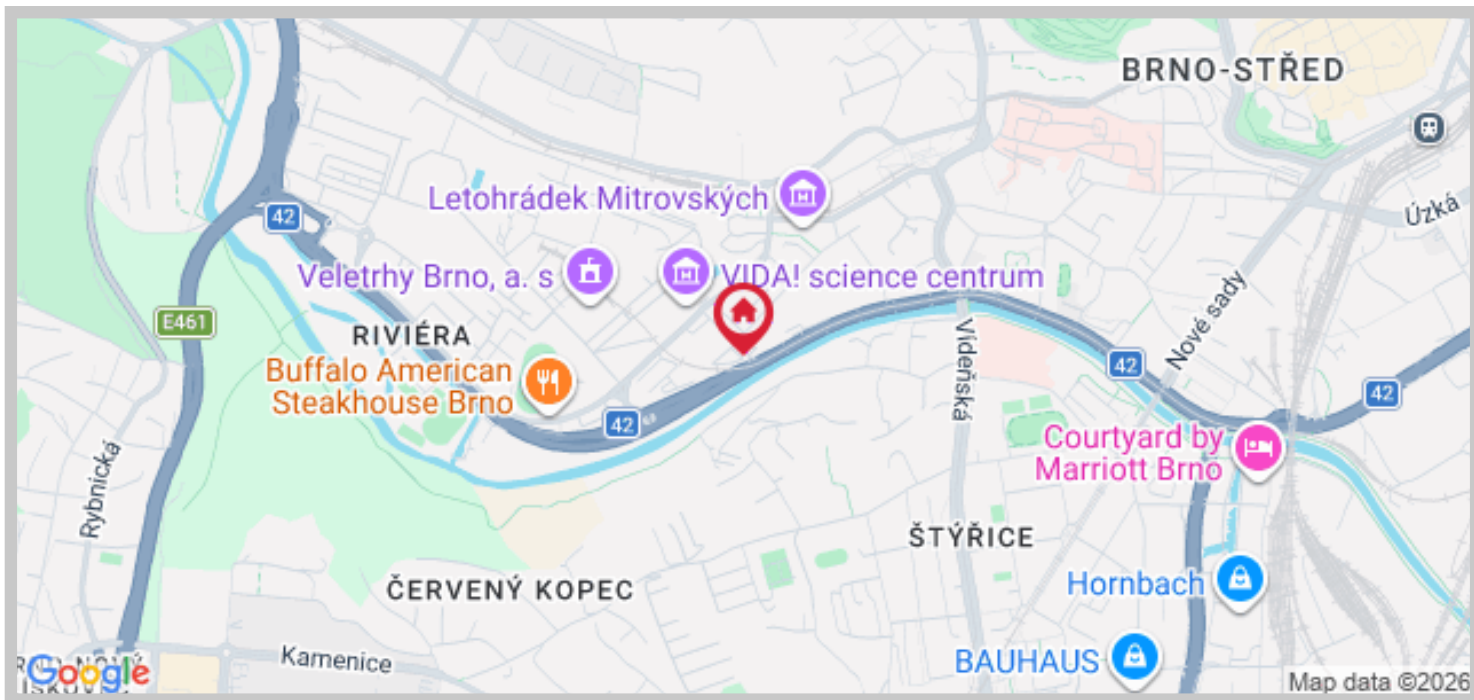 BRNO-STŘED
Letohrádek Mitrovských
Úzká
42
Veletrhy Brno, a. s
VIDA! science centrum
E461
RIVIÉRA
Nové sady
Vídeňská
Buffalo American
Steakhouse Brno
42
42
42
Rybnická
Courtyard by
Marriott Brno
ŠTÝŘICE
ČERVENÝ KOPEC
Hornbach
Kamenice
BAUHAUS
Google
Map data ©2026